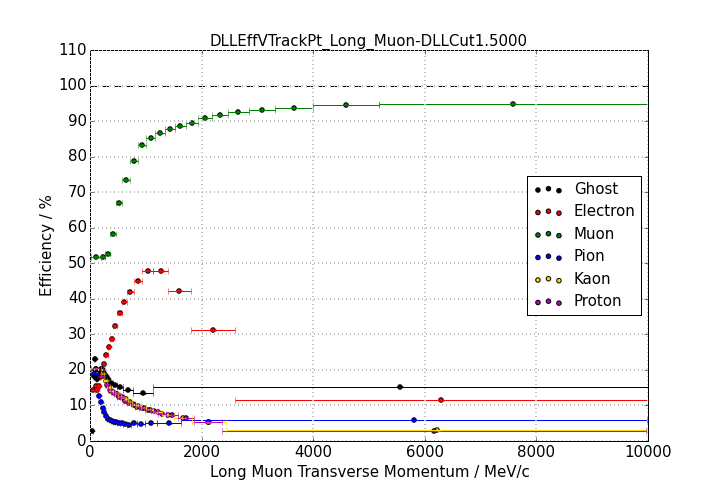 DLLEffVTrackPt_Long_Muon-DLLCut1.5000
110
100
90
80
70
60
50
40
30
20
10
0
Efficiency / %
Ghost
Electron
Muon
Pion
Kaon
Proton
0
2000
4000
6000
8000
10000
Long Muon Transverse Momentum / MeV/c